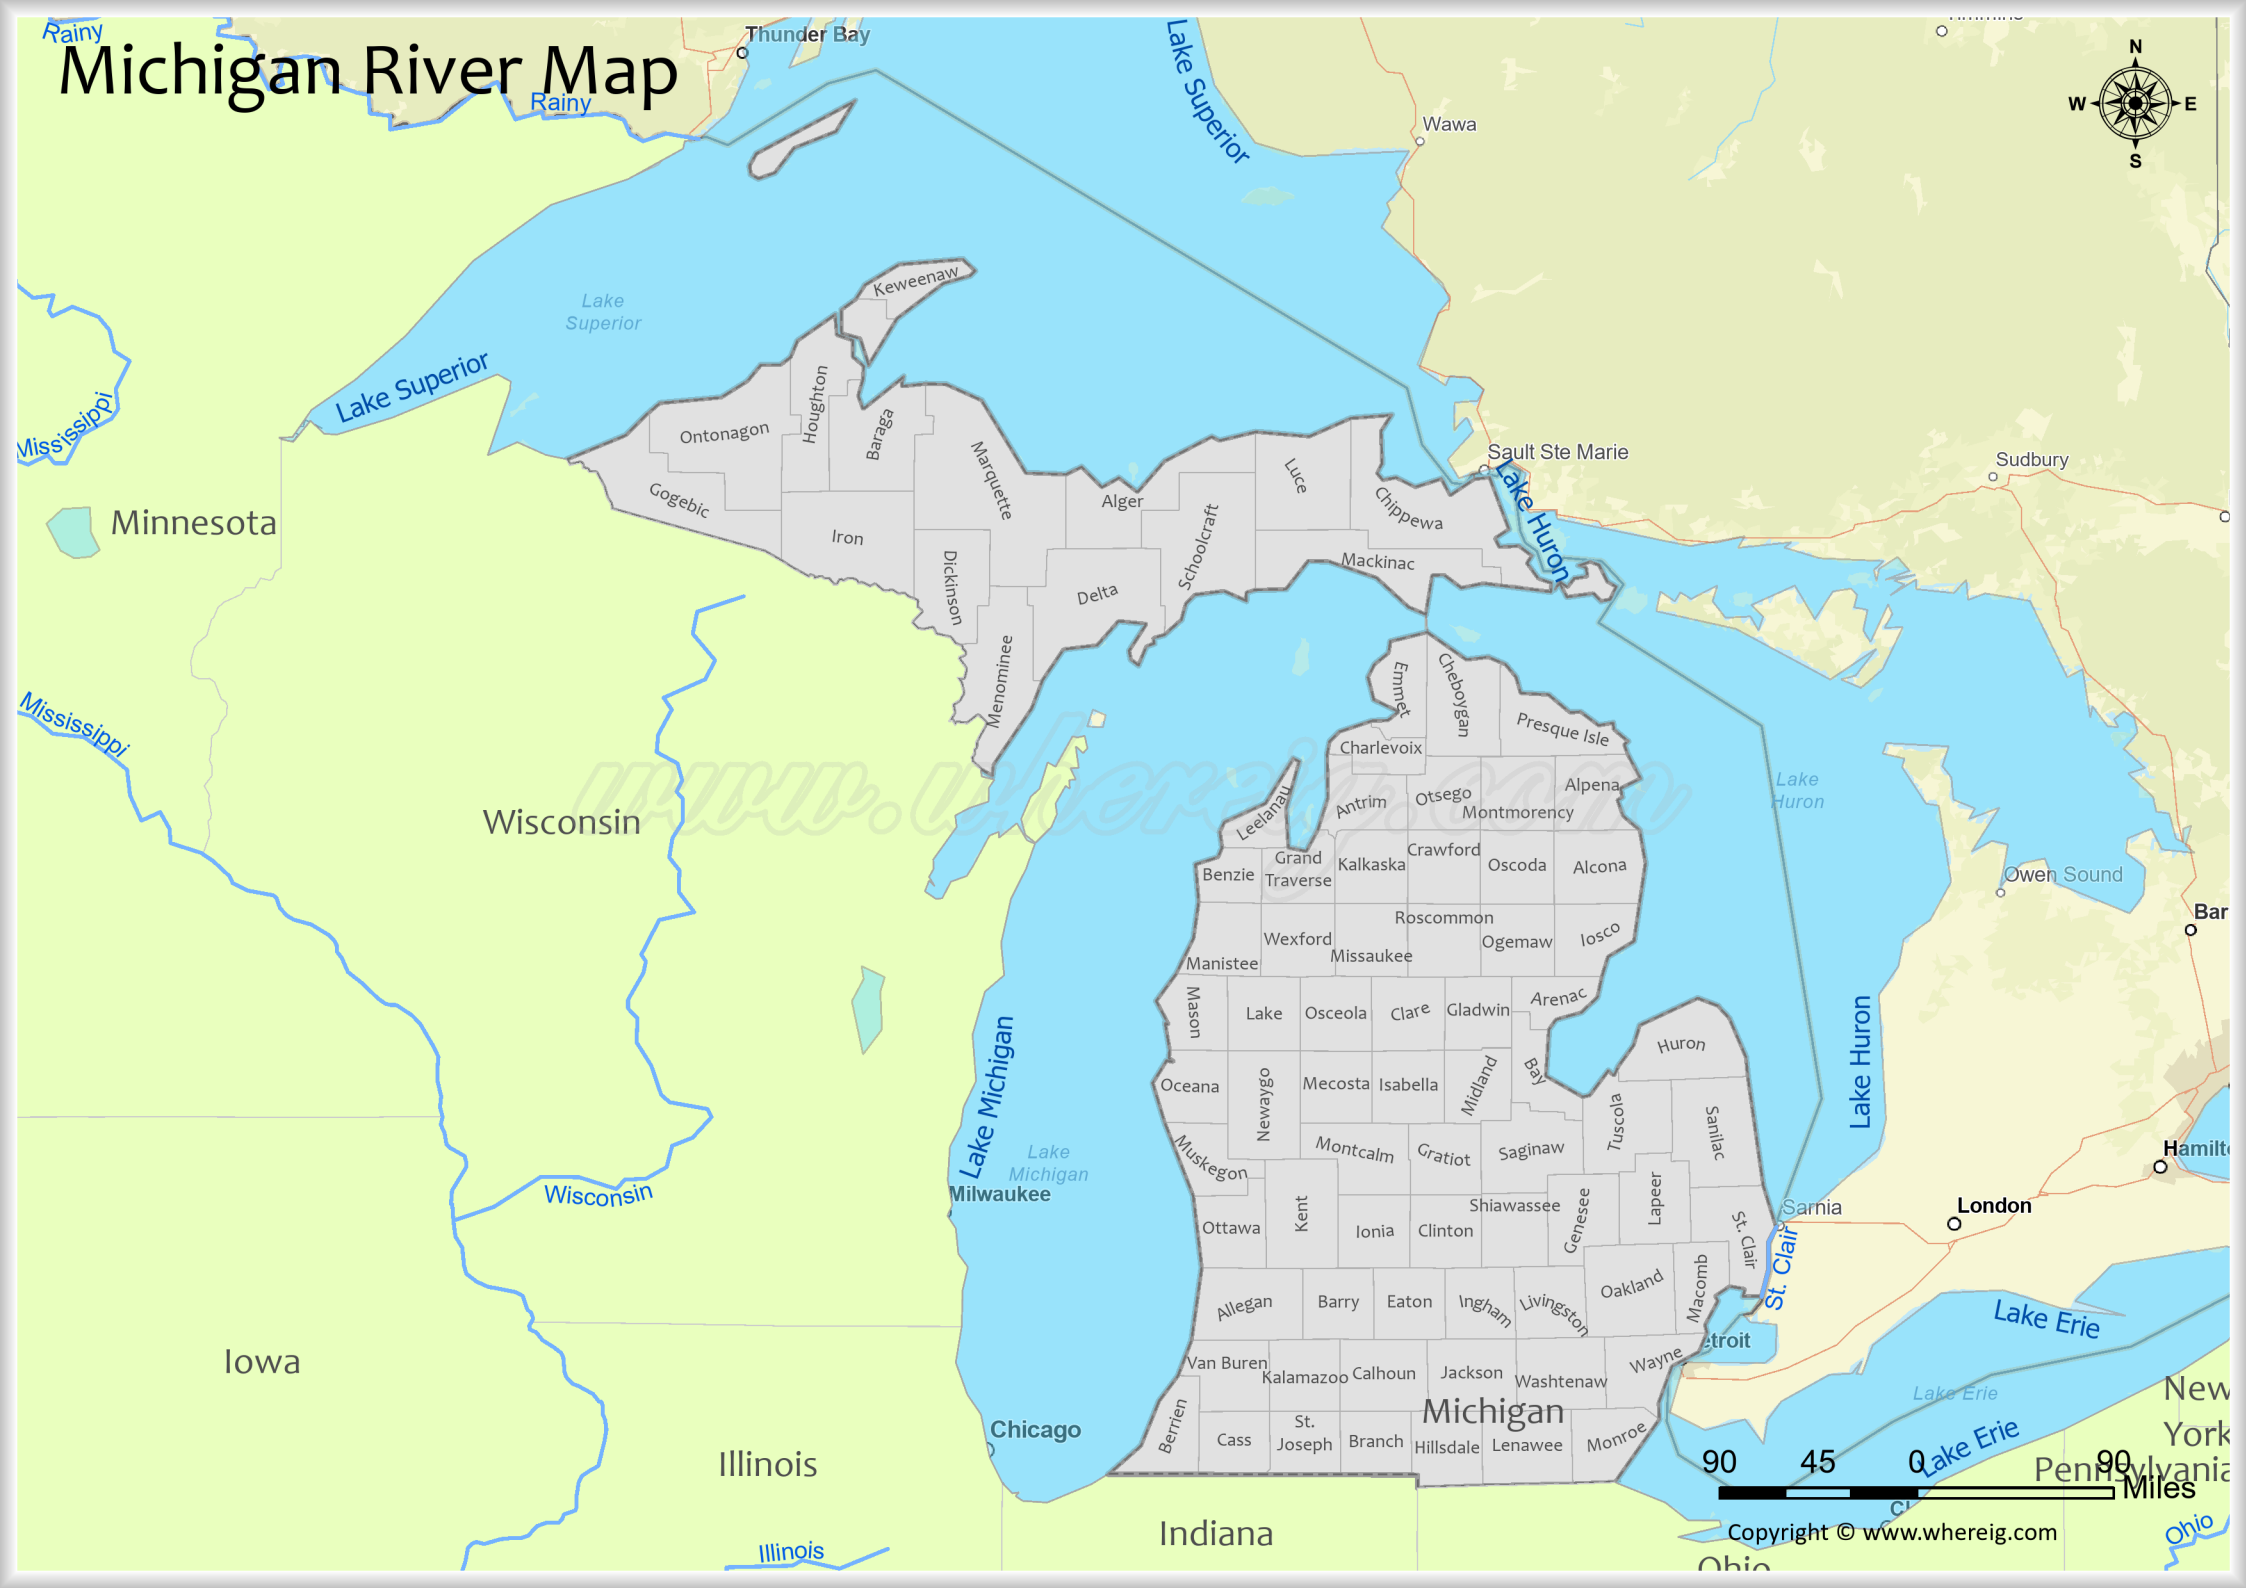 Rainy
Michigan River Map
Rainy
Thunder Bay
Lake Superior
Wawa
N
W
E
S
Keweenaw
Lake
Superior
Lake Superior
Mississippi
Houghton
Ontonagon
Baraga
Gogebic
Iron
Marquette
Dickinson
Alger
Schoolcraft
Luce
Chippewa
Mackinac
Delta
Menominee
Sault Ste Marie
Lake Huron
Sudbury
Minnesota
Mississippi
Wisconsin
www.whereig
Emmet
Cheboygan
Presque Isle
Charlevoix
Leelanau
Antrim
Otsego
Montmorency
Alpena
Lake
Huron
Benzie
Grand
Traverse
Kalkaska
Crawford
Oscoda
Alcona
Owen Sound
Bar
Manistee
Wexford
Missaukee
Roscommon
Ogemaw
Iosco
Mason
Lake
Osceola
Clare
Gladwin
Arenac
Huron
Lake Huron
Lake Michigan
Oceana
Newaygo
Mecosta
Isabella
Midland
Bay
Tuscola
Sanilac
Lake
Michigan
Milwaukee
Wisconsin
Muskegon
Montcalm
Gratiot
Saginaw
Hamilt
Ottawa
Kent
Ionia
Clinton
Shiawassee
Genesee
Lapeer
St. Clair
Sarnia
London
St. Clair
Allegan
Barry
Eaton
Ingham
Livingston
Oakland
Macomb
etroit
Lake Erie
Iowa
Van Buren
Kalamazoo
Calhoun
Jackson
Washtenaw
Wayne
Lake Erie
New
York
Pennsylvania
Michigan
Berrien
Cass
St.
Joseph
Branch
Hillsdale
Lenawee
Monroe
Lake Erie
Chicago
Illinois
90 45 0 90
Miles
Cl
Copyright © www.whereig.com
Indiana
Illinois
Ohio
Ohio